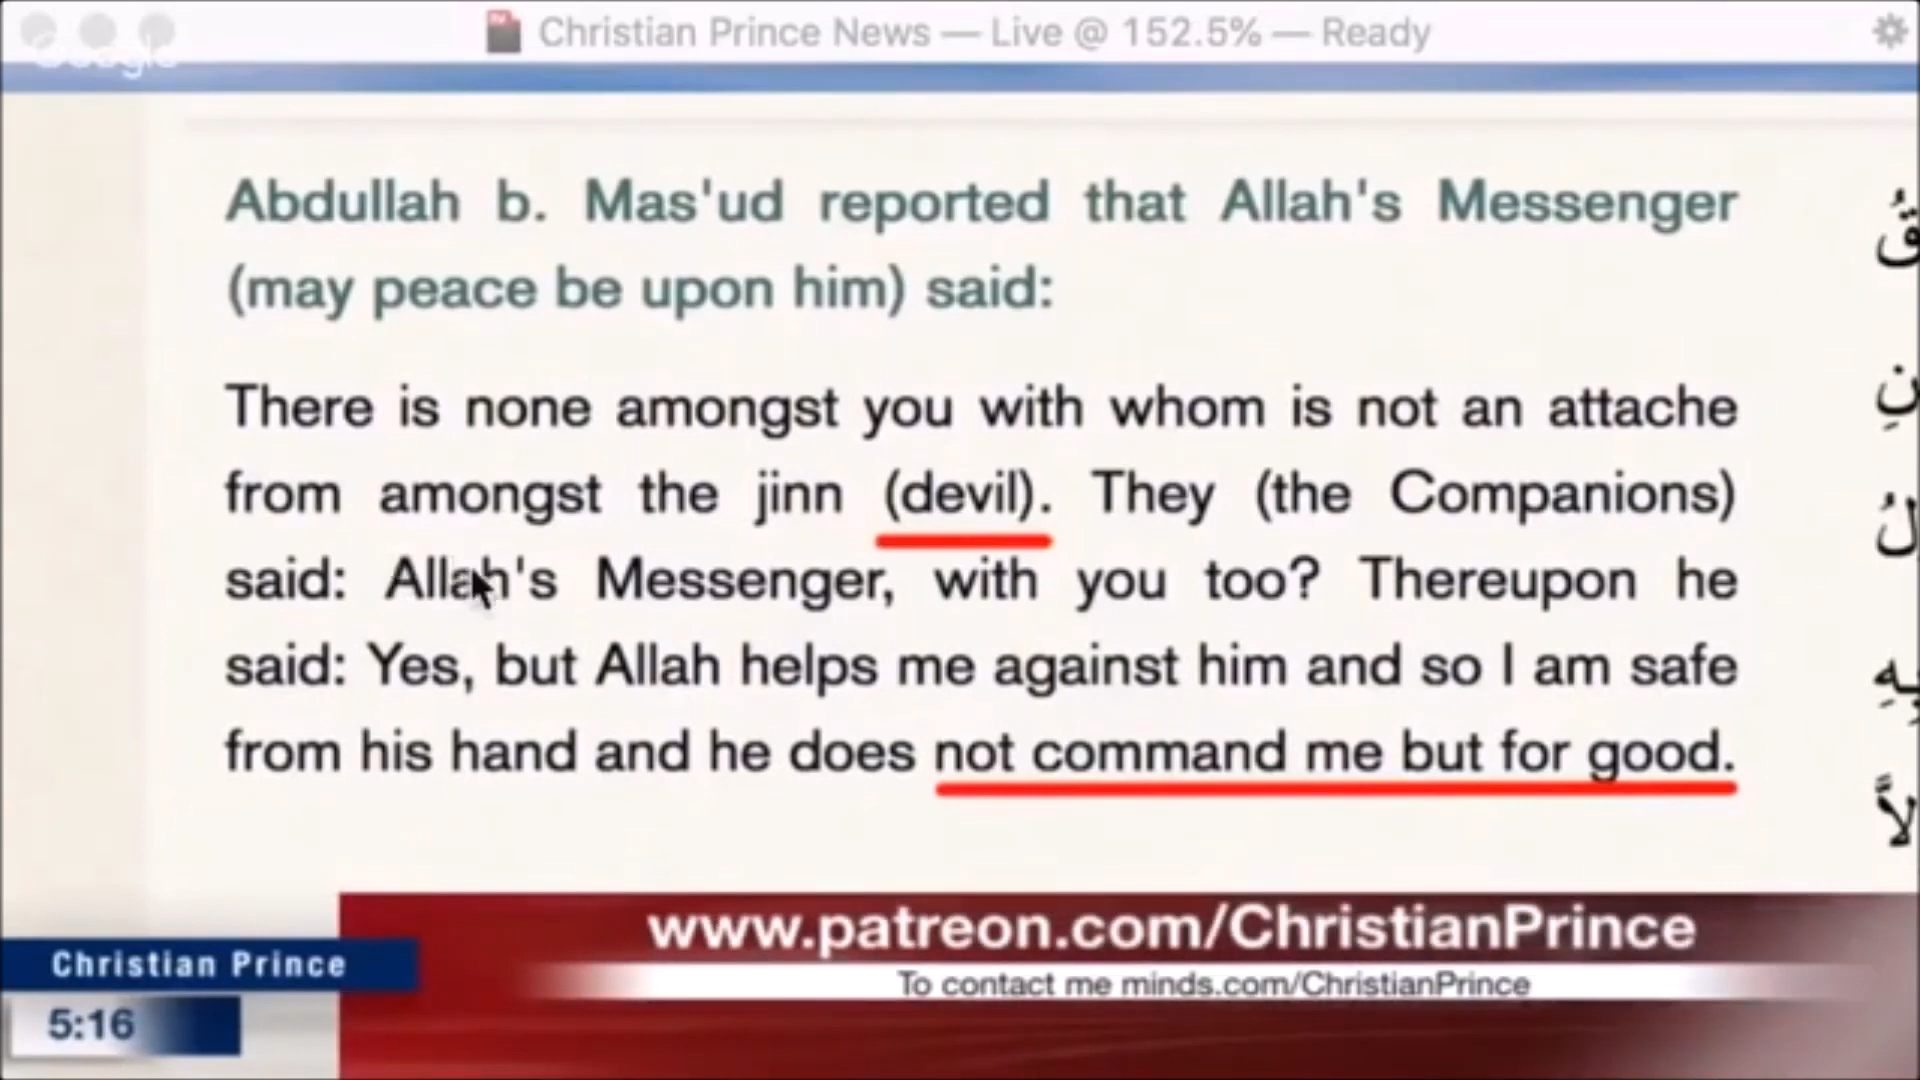 Christian Prince News — Live @ 152.5% — Ready
Google
Abdullah b. Mas'ud reported that Allah's Messenger
(may peace be upon him) said:
There is none amongst you with whom is not an attache
from amongst the jinn (devil). They (the Companions)
said: Allah's Messenger, with you too? Thereupon he
said: Yes, but Allah helps me against him and so I am safe
from his hand and he does not command me but for good.
www.patreon.com/ChristianPrince
Christian Prince
To contact me minds.com/ChristianPrince
5:16